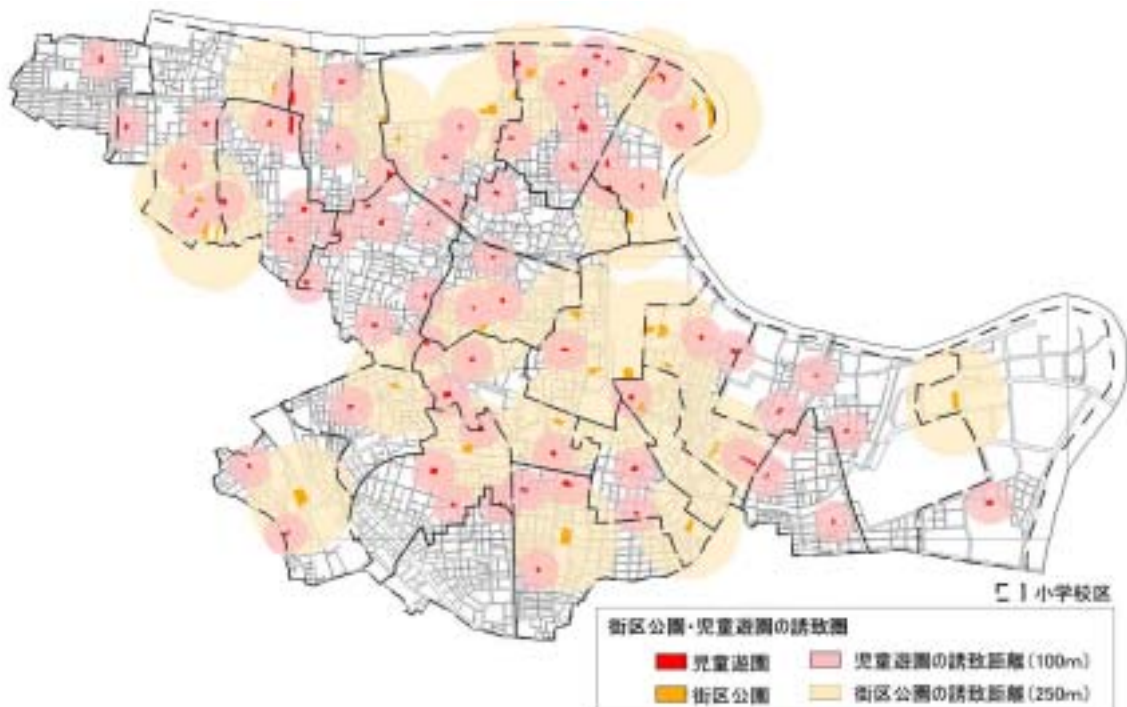 小学校区
街区公園・児童遊園の誘致圏
児童遊園
児童遊園の誘致距離(100m)
街区公園
街区公園の誘致距離(250m)